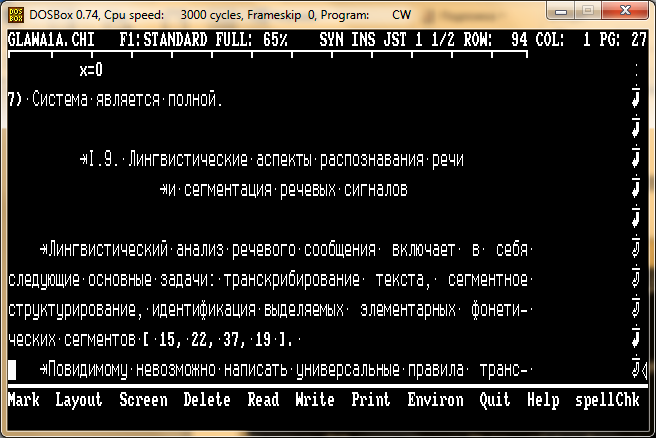 DOSBox 0.74, Cpu speed: 3000 cycles, Frameskip 0, Program: CW
GLAWA1A.CHI F1:STANDARD FULL: 65% SYN INS JST 1 1/2 ROW: 94 COL: 1 PG: 27
x=0
7) Система является полной.
I.9. Лингвистические аспекты распознавания речи
и сегментация речевых сигналов
Лингвистический анализ речевого сообщения включает в себя
следующие основные задачи: транскрибирование текста, сегментное
структурирование, идентификация выделяемых элементарных фонети-
ческих сегментов [ 15, 22, 37, 19 ].
Повидимому невозможно написать универсальные правила транс-
Mark Layout Screen Delete Read Write Print Environ Quit Help spellChk